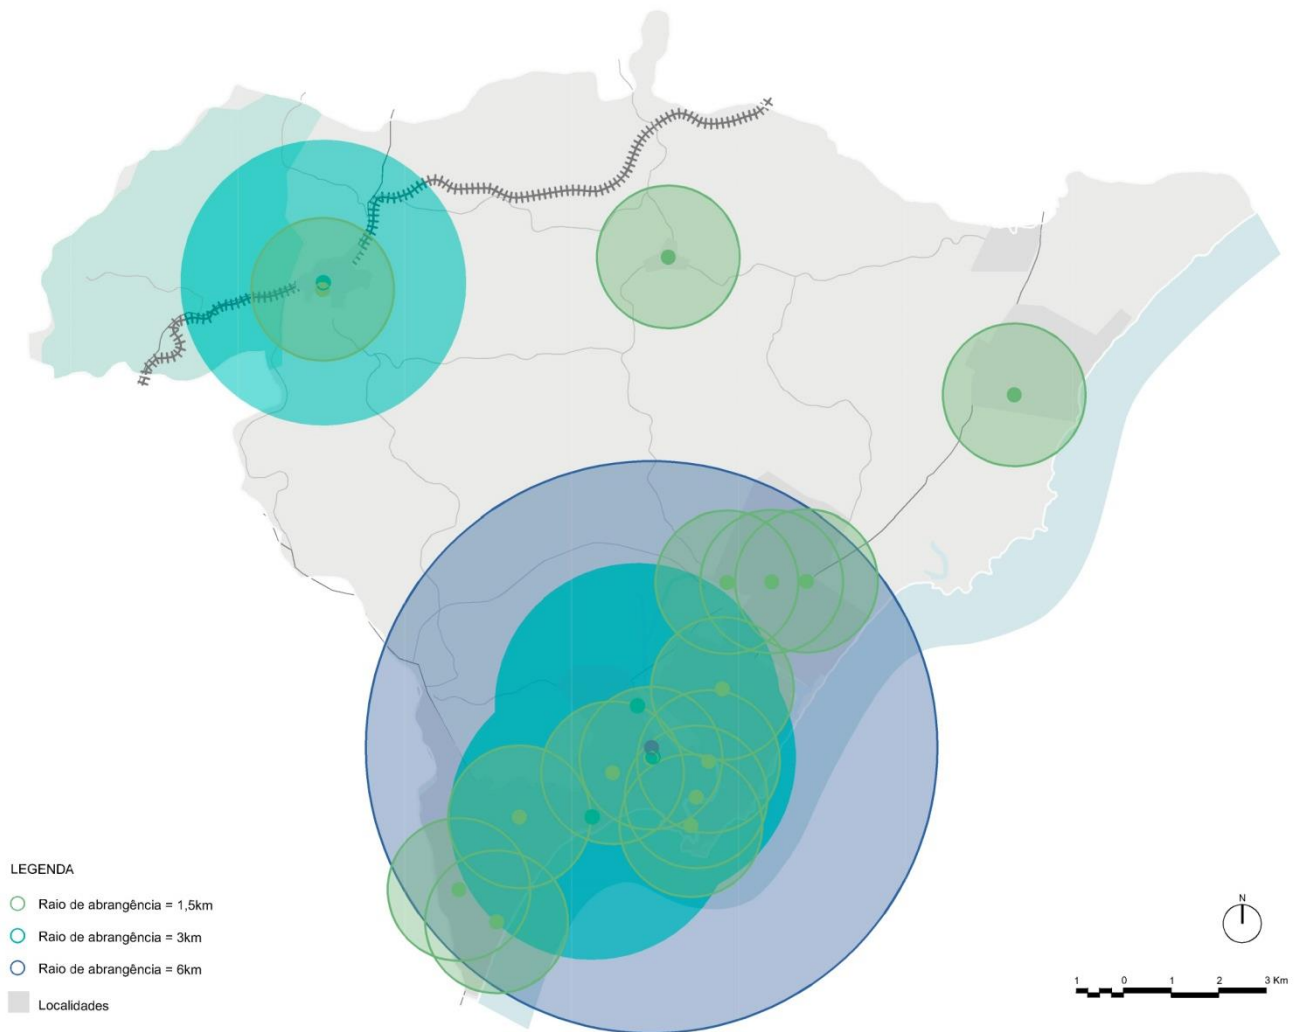 LEGENDA
Raio de abrangência = 1,5km
Raio de abrangência = 3km
Raio de abrangência = 6km
Localidades
N
1 0 1 2 3 Km